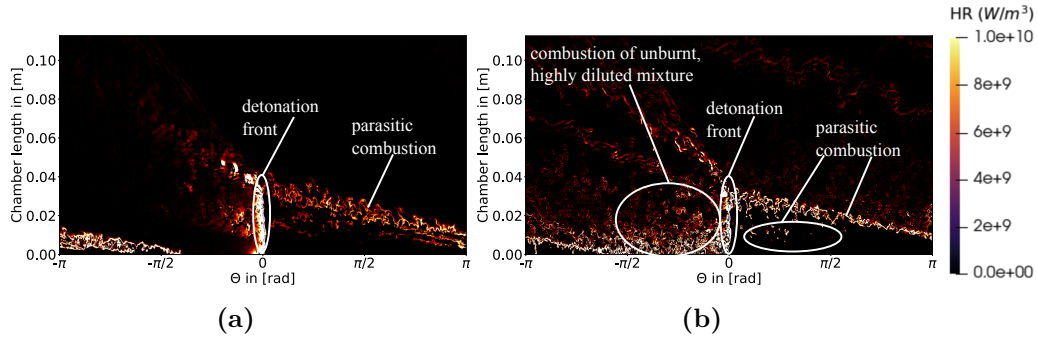 HR (W/m³)
1.0e+10
8e+9
6e+9
4e+9
2e+9
0.0e+00
Chamber length in [m]
0.10
0.08
0.06
0.04
0.02
0.00
-π
-π/2
0
π/2
π
Θ in [rad]
detonation
front
parasitic
combustion
(a)
Chamber length in [m]
0.10
0.08
0.06
0.04
0.02
0.00
-π
-π/2
0
π/2
π
Θ in [rad]
combustion of unburnt,
highly diluted mixture
detonation
front
parasitic
combustion
(b)